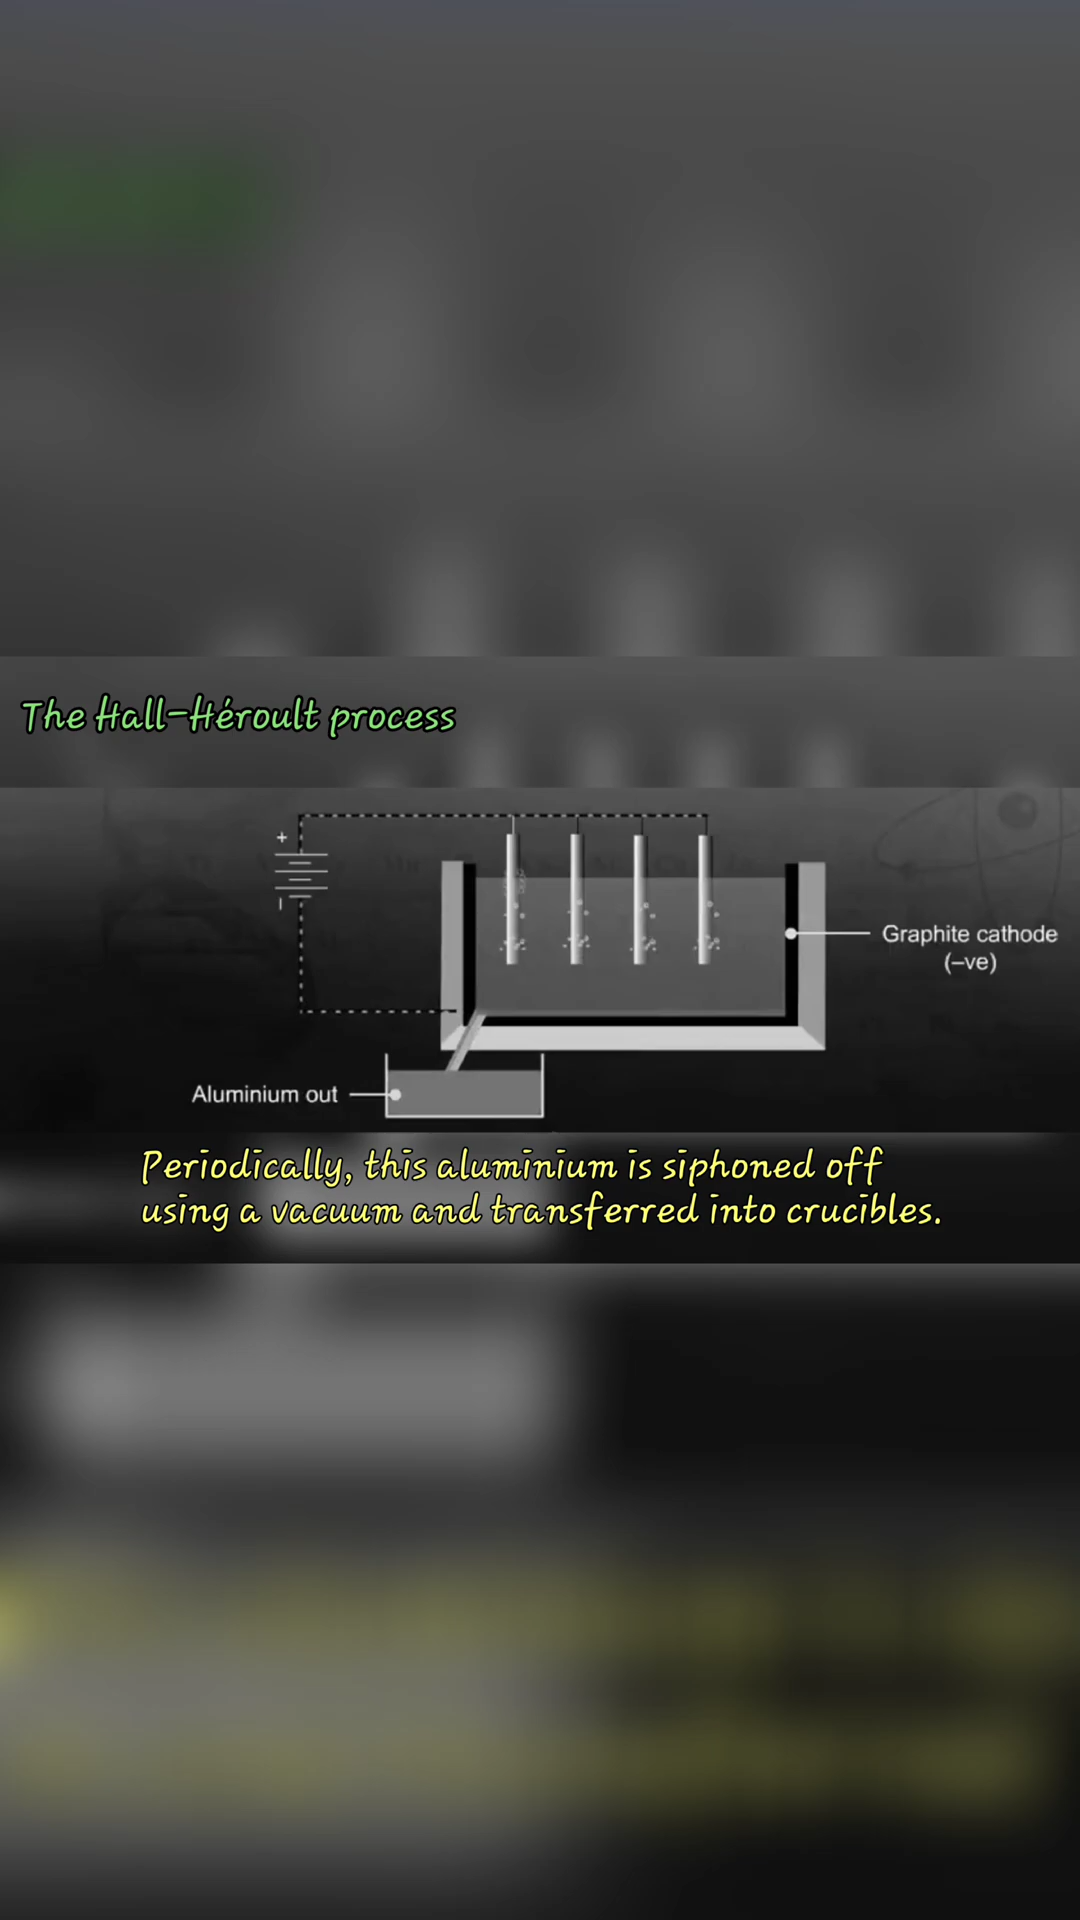 The Hall–Héroult process
+
Graphite cathode
(–ve)
Aluminium out
Periodically, this aluminium is siphoned off
using a vacuum and transferred into crucibles.